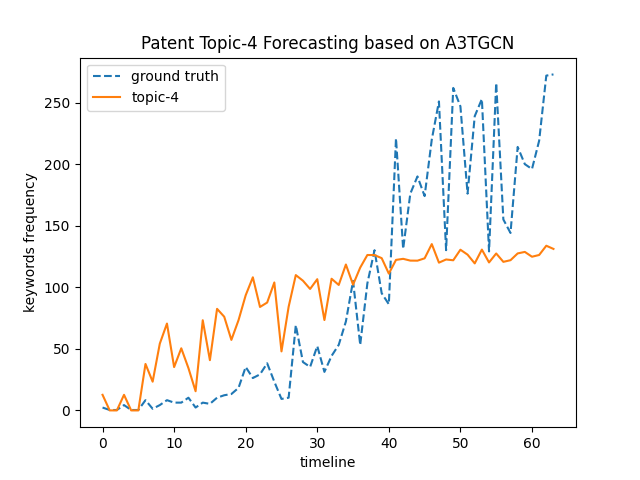 Patent Topic-4 Forecasting based on A3TGCN
ground truth
topic-4
250
200
150
100
50
0
keywords frequency
0 10 20 30 40 50 60
timeline